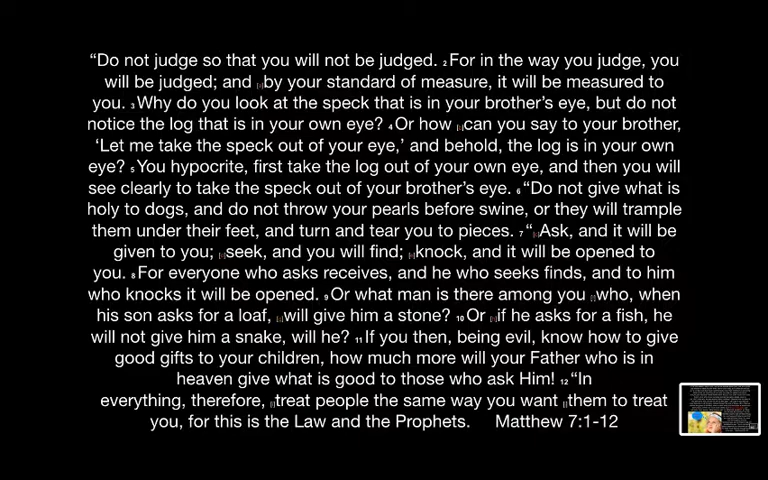 “Do not judge so that you will not be judged. 2 For in the way you judge, you
will be judged; and by your standard of measure, it will be measured to
you. 3 Why do you look at the speck that is in your brother’s eye, but do not
notice the log that is in your own eye? 4 Or how can you say to your brother,
‘Let me take the speck out of your eye,’ and behold, the log is in your own
eye? 5 You hypocrite, first take the log out of your own eye, and then you will
see clearly to take the speck out of your brother’s eye. 6 “Do not give what is
holy to dogs, and do not throw your pearls before swine, or they will trample
them under their feet, and turn and tear you to pieces. 7 “Ask, and it will be
given to you; seek, and you will find; knock, and it will be opened to
you. 8 For everyone who asks receives, and he who seeks finds, and to him
who knocks it will be opened. 9 Or what man is there among you who, when
his son asks for a loaf, will give him a stone? 10 Or if he asks for a fish, he
will not give him a snake, will he? 11 If you then, being evil, know how to give
good gifts to your children, how much more will your Father who is in
heaven give what is good to those who ask Him! 12 “In
everything, therefore, treat people the same way you want them to treat
you, for this is the Law and the Prophets. Matthew 7:1-12